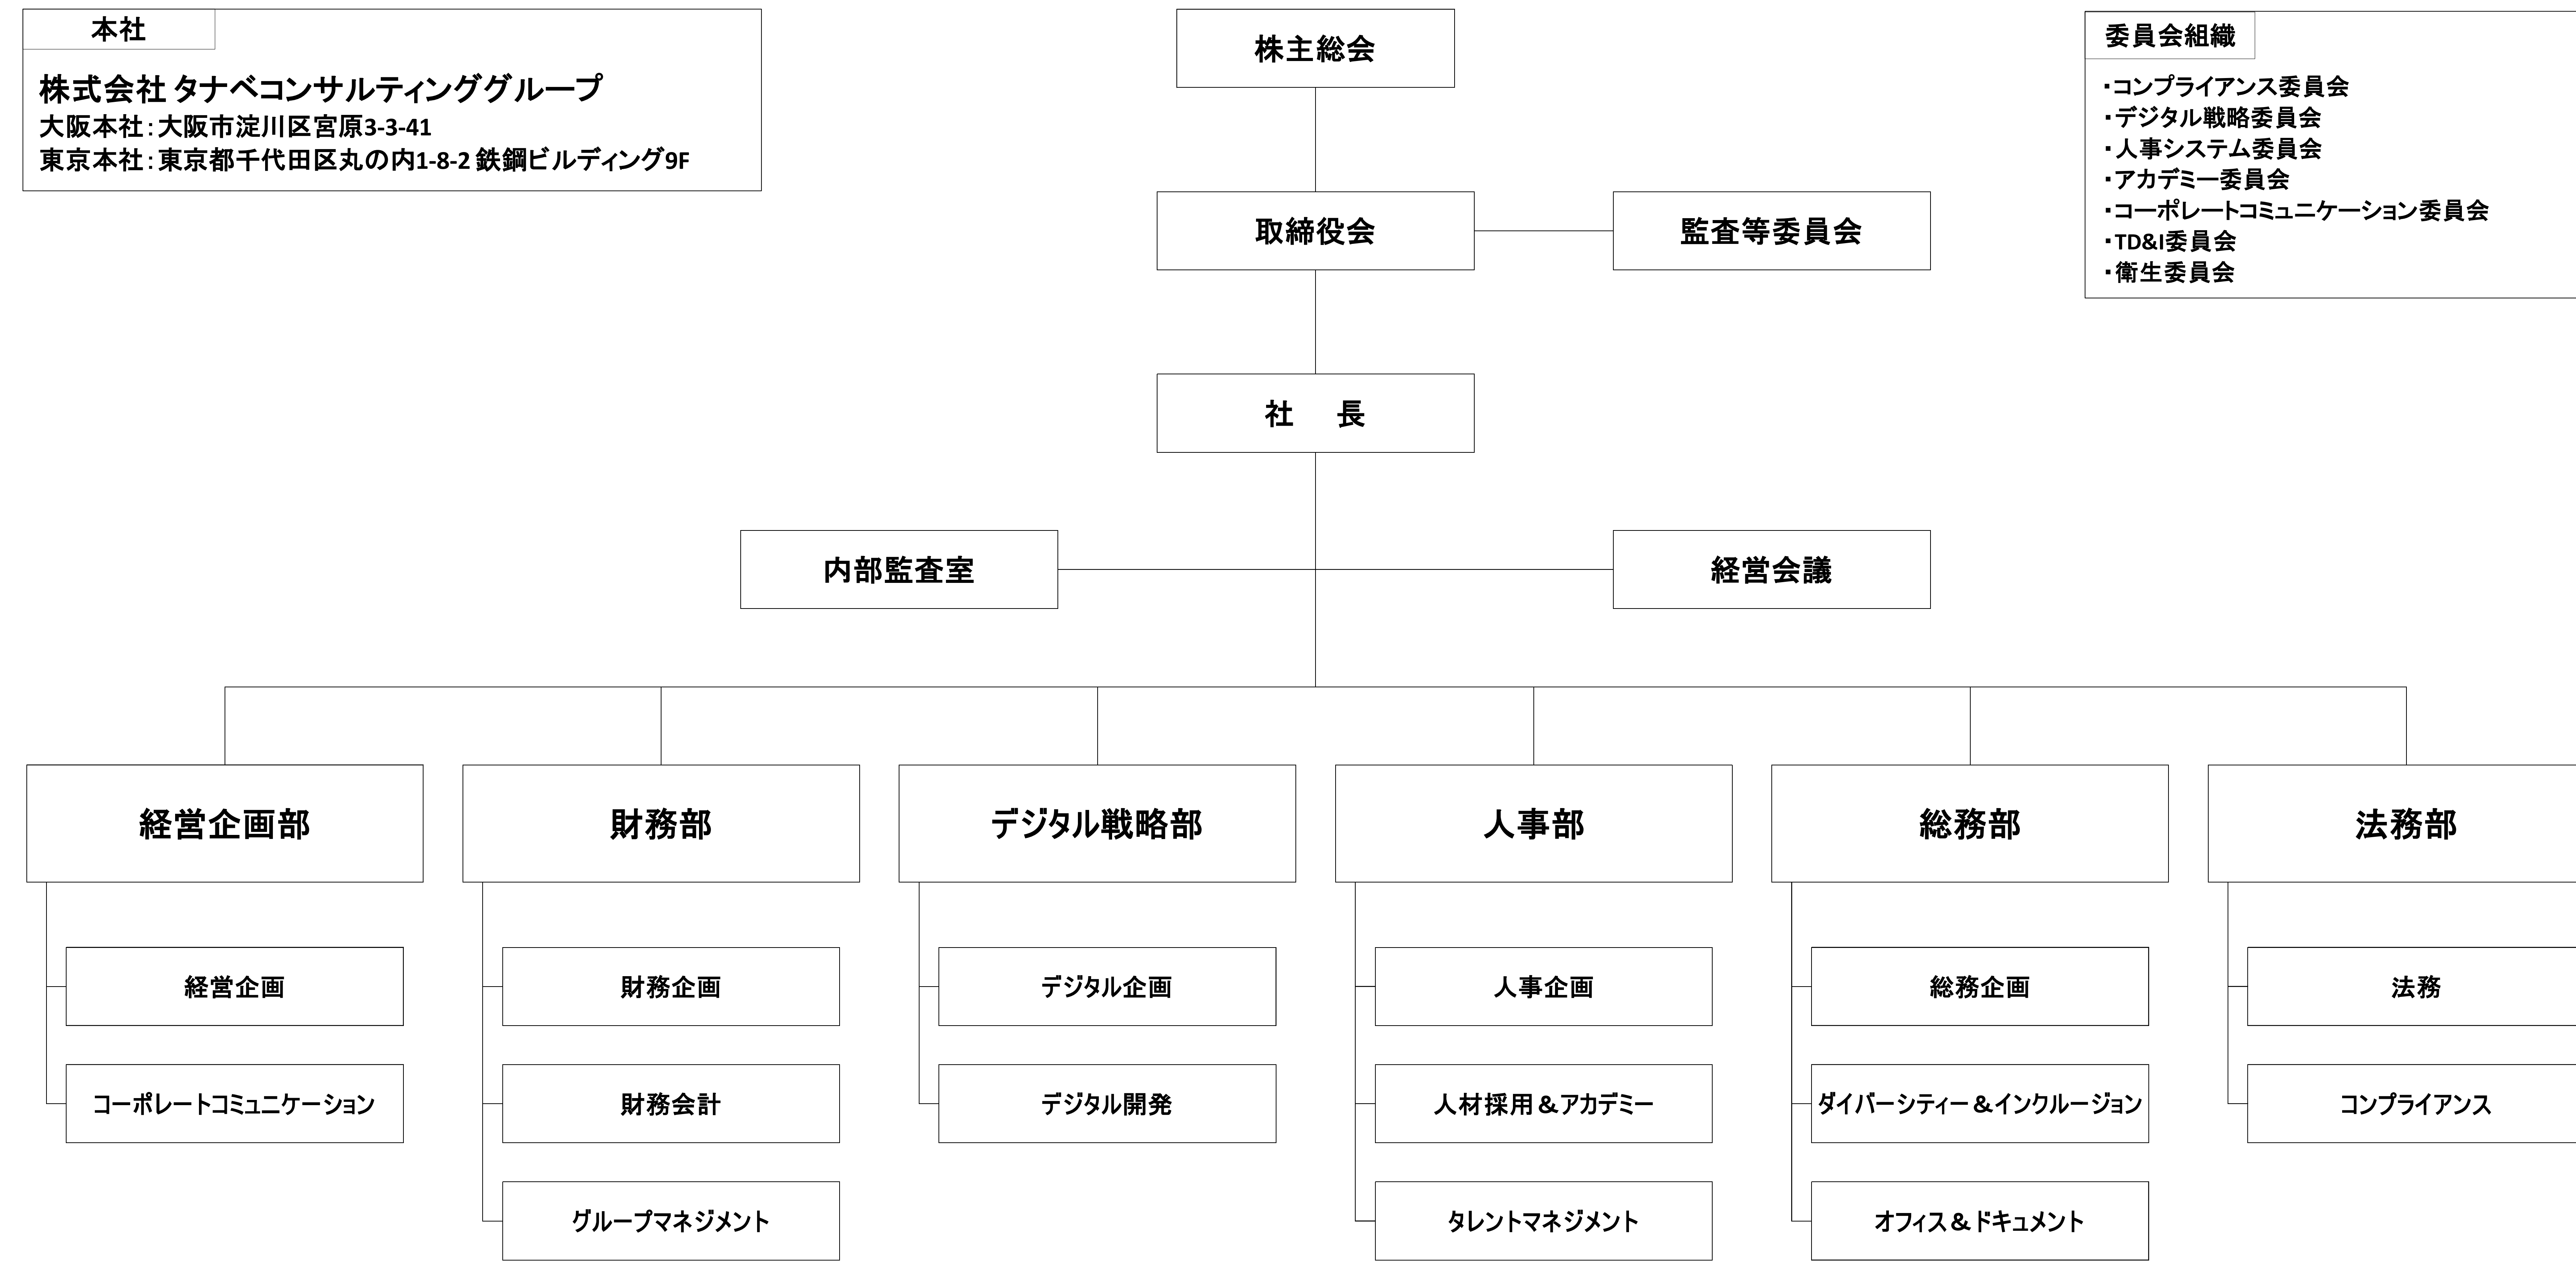 本社
株式会社 タナベコンサルティンググループ
大阪本社：大阪市淀川区宮原3-3-41
東京本社：東京都千代田区丸の内1-8-2 鉄鋼ビルディング9F
株主総会
委員会組織
・コンプライアンス委員会
・デジタル戦略委員会
・人事システム委員会
・アカデミー委員会
・コーポレートコミュニケーション委員会
・TD&I委員会
・衛生委員会
取締役会
監査等委員会
社　長
内部監査室
経営会議
経営企画部
財務部
デジタル戦略部
人事部
総務部
法務部
経営企画
財務企画
デジタル企画
人事企画
総務企画
法務
コーポレートコミュニケーション
財務会計
デジタル開発
人材採用＆アカデミー
ダイバーシティー＆インクルージョン
コンプライアンス
グループマネジメント
タレントマネジメント
オフィス＆ドキュメント